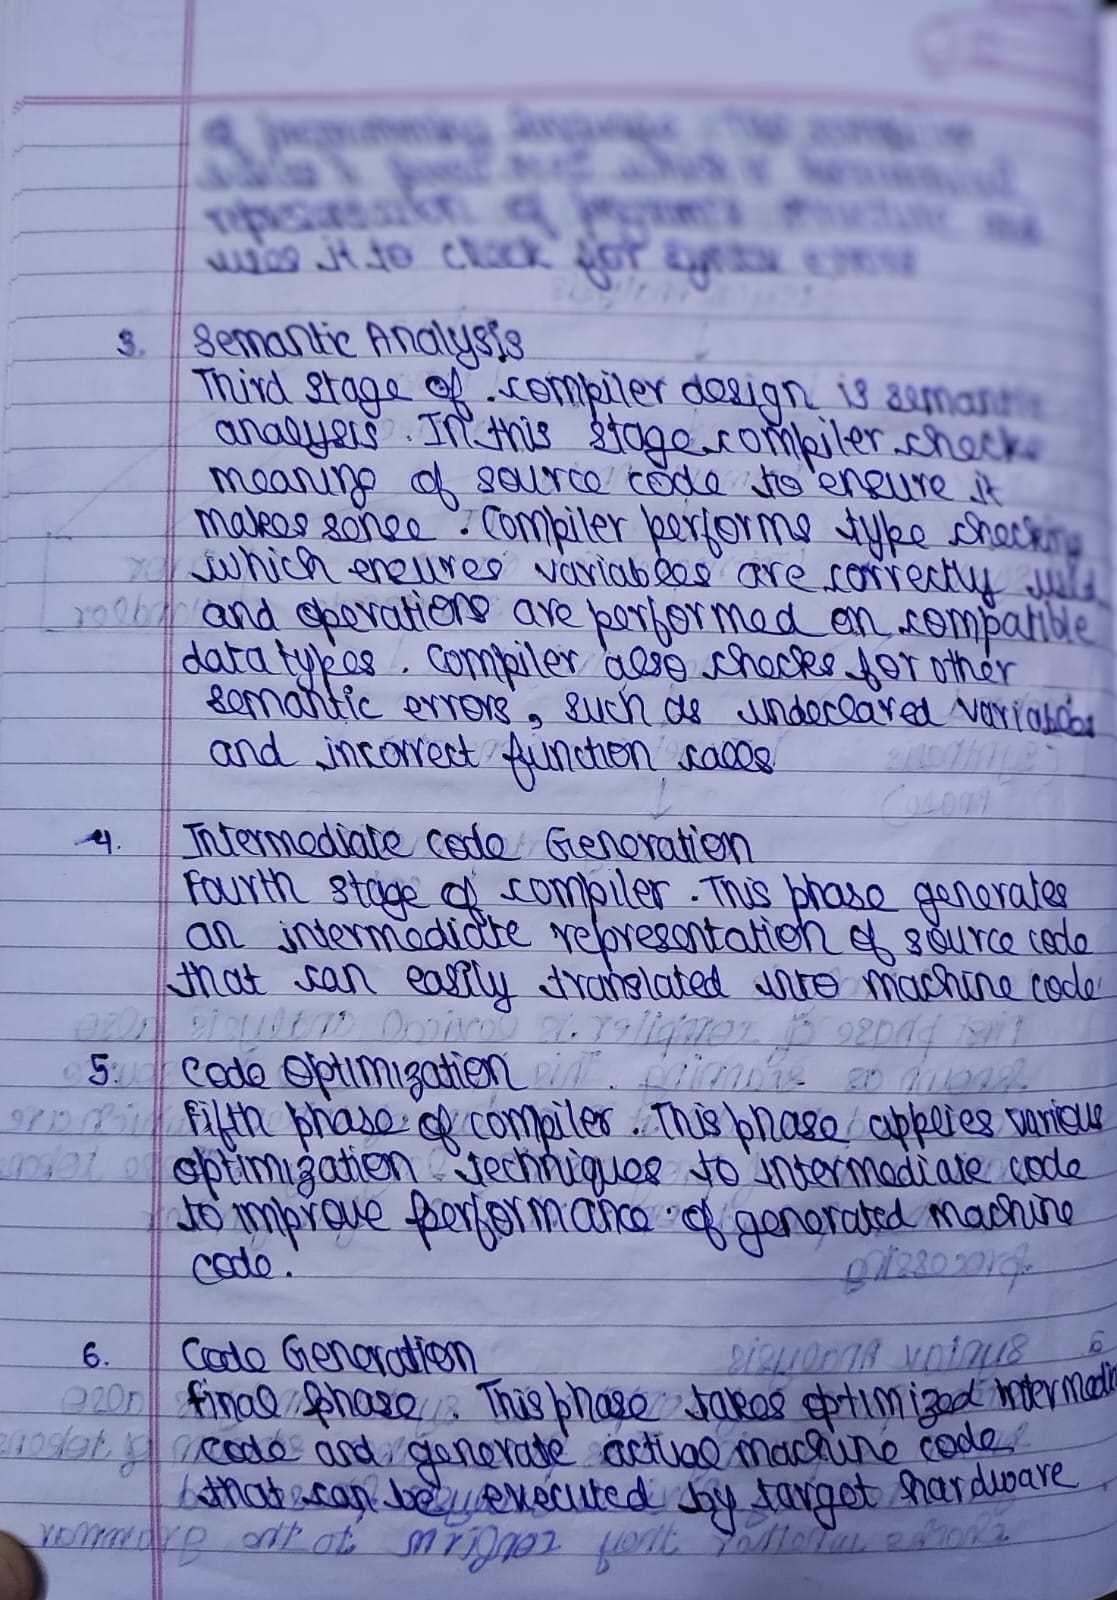 of programming language. The compiler
which is hierarchical
representation of program's structure and
uses it to check for syntax errors
3. Semantic Analysis
Third stage of compiler design is semantic
analysis. In this stage compiler checks
meaning of source code to ensure it
makes sense. Compiler performs type checking
which ensures variables are correctly used
and operations are performed on compatible
data types. Compiler also checks for other
semantic errors, such as undeclared variables
and incorrect function calls
4. Intermediate Code Generation
Fourth stage of compiler. This phase generates
an intermediate representation of source code
that can easily translated into machine code
5. Code Optimization
Fifth phase of compiler. This phase applies various
optimization techniques to intermediate code
to improve performance of generated machine
code.
6. Code Generation
Final phase. This phase takes optimized intermedi
code and generate actual machine code
that can be executed by target hardware